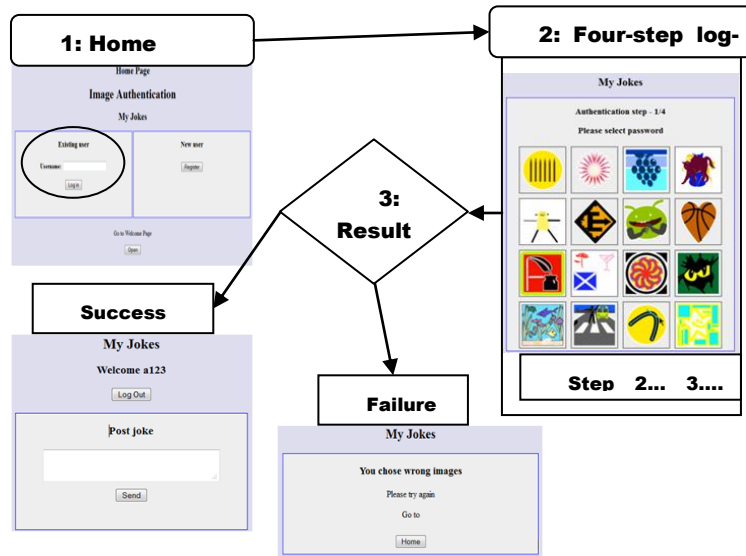 1: Home
Home Page
Image Authentication
My Jokes
Existing user
Username:
Log in
New user
Register
Go to Welcome Page
Open
2: Four-step log-
My Jokes
Authentication step - 1/4
Please select password
Step 2... 3....
3:
Result
Success
My Jokes
Welcome a123
Log Out
Post joke
Send
Failure
My Jokes
You chose wrong images
Please try again
Go to
Home